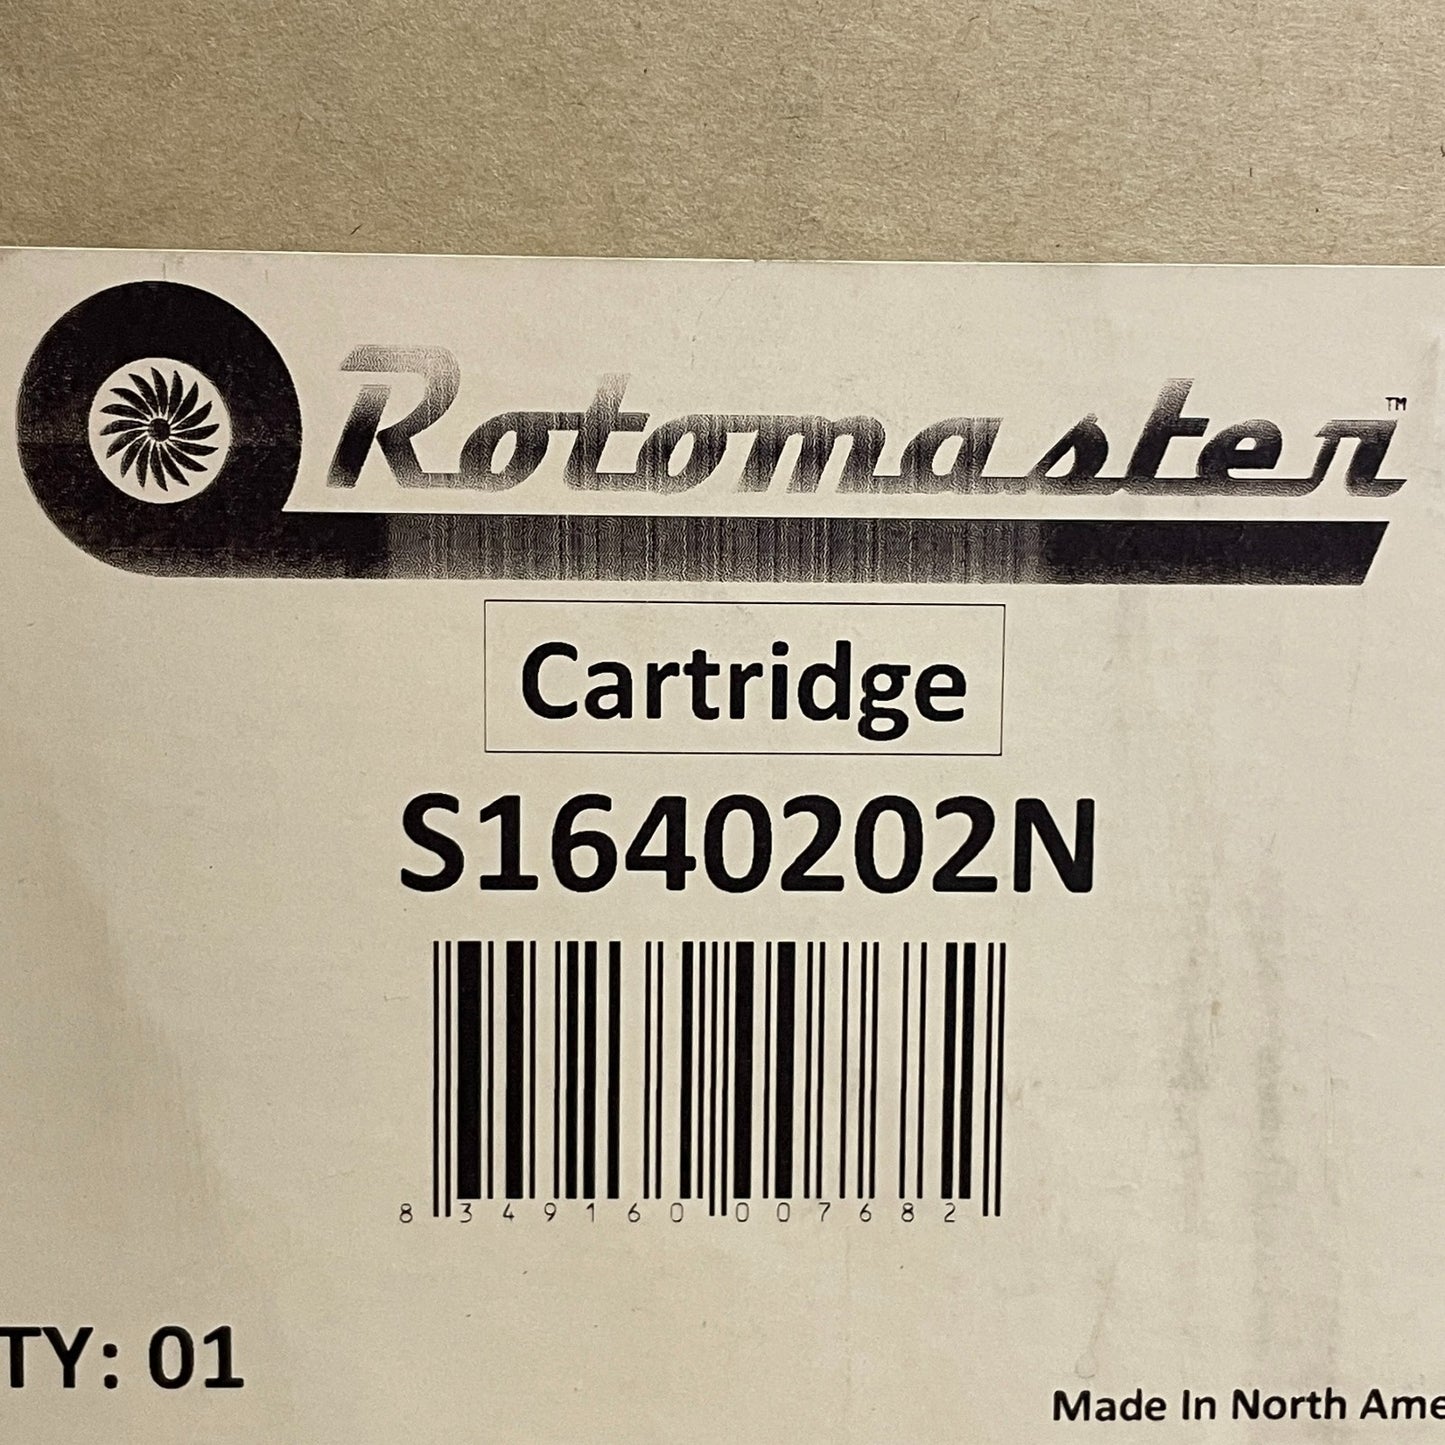 Rotomaster™
Cartridge
S1640202N
8 349160 007682
TY: 01
Made In North Ame